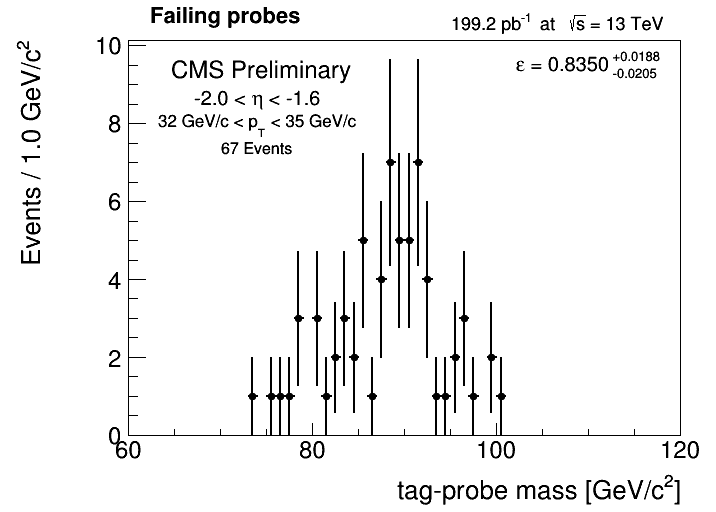 Failing probes
199.2 pb⁻¹ at √s = 13 TeV
CMS Preliminary
ε = 0.8350 +0.0188 -0.0205
-2.0 < η < -1.6
32 GeV/c < p_T < 35 GeV/c
67 Events
Events / 1.0 GeV/c²
10
8
6
4
2
0
60 80 100 120
tag-probe mass [GeV/c²]